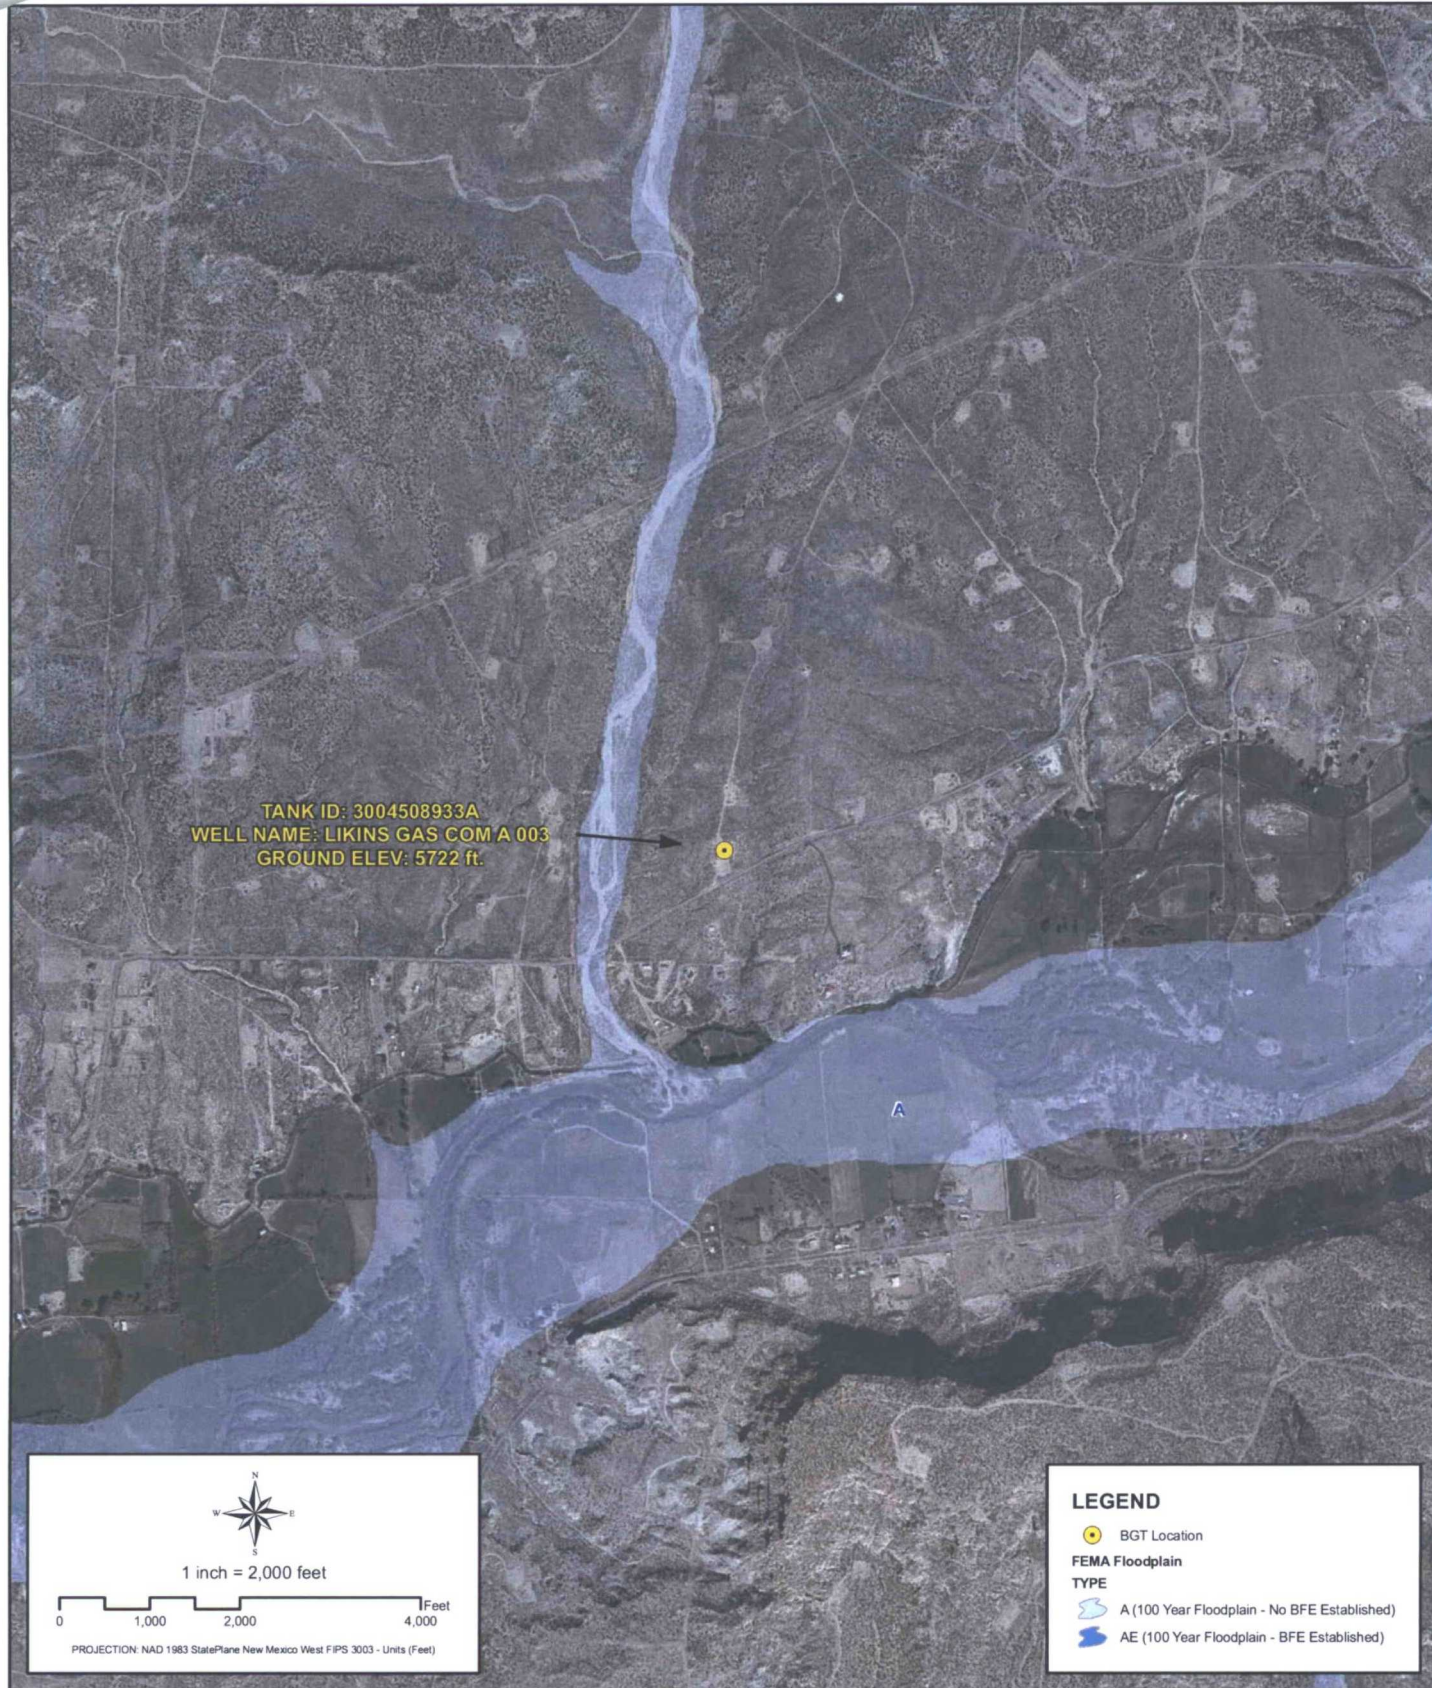 TANK ID: 3004508933A
WELL NAME: LIKINS GAS COM A 003
GROUND ELEV: 5722 ft.
A
N
W E
S
1 inch = 2,000 feet
Feet
0 1,000 2,000 4,000
PROJECTION: NAD 1983 StatePlane New Mexico West FIPS 3003 - Units (Feet)
LEGEND
BGT Location
FEMA Floodplain
TYPE
A (100 Year Floodplain - No BFE Established)
AE (100 Year Floodplain - BFE Established)